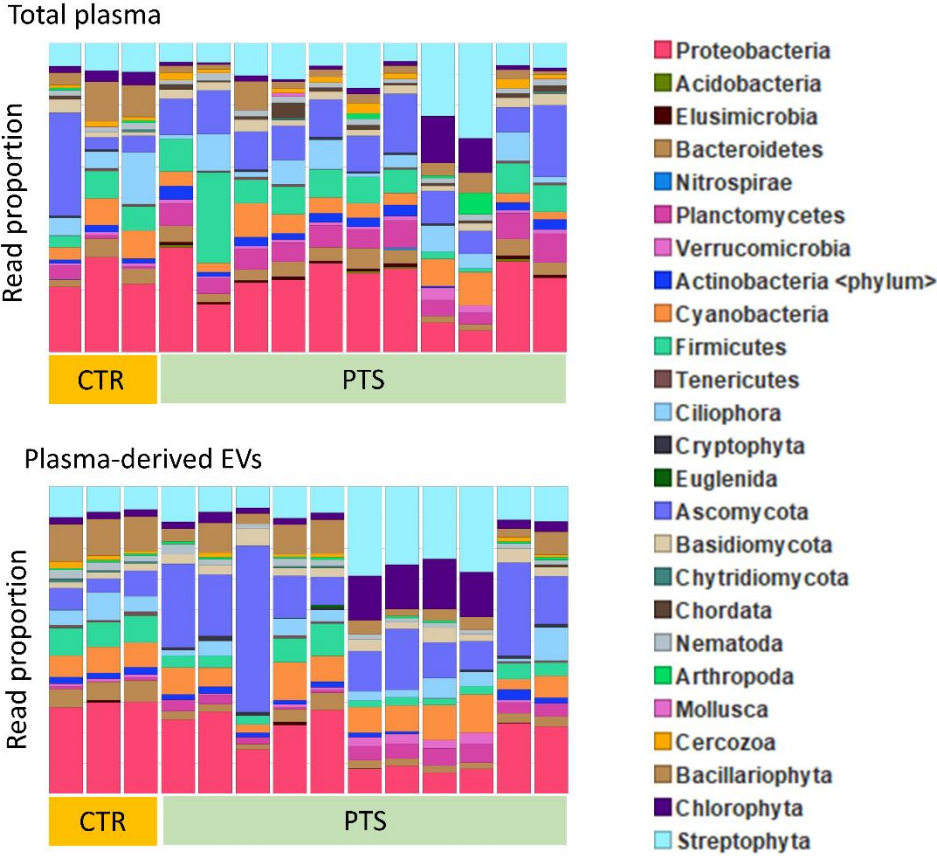 Total plasma
Read proportion
CTR
PTS
Plasma-derived EVs
Read proportion
CTR
PTS
Proteobacteria
Acidobacteria
Elusimicrobia
Bacteroidetes
Nitrospirae
Planctomycetes
Verrucomicrobia
Actinobacteria <phylum>
Cyanobacteria
Firmicutes
Tenericutes
Ciliophora
Cryptophyta
Euglenida
Ascomycota
Basidiomycota
Chytridiomycota
Chordata
Nematoda
Arthropoda
Mollusca
Cercozoa
Bacillariophyta
Chlorophyta
Streptophyta